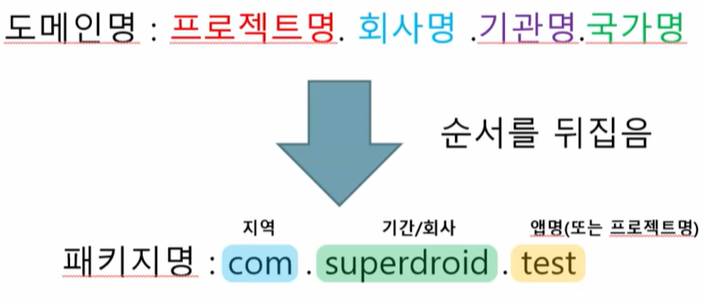 도메인명 : 프로젝트명. 회사명 .기관명.국가명
순서를 뒤집음
지역 기간/회사 앱명(또는 프로젝트명)
패키지명 : com . superdroid . test